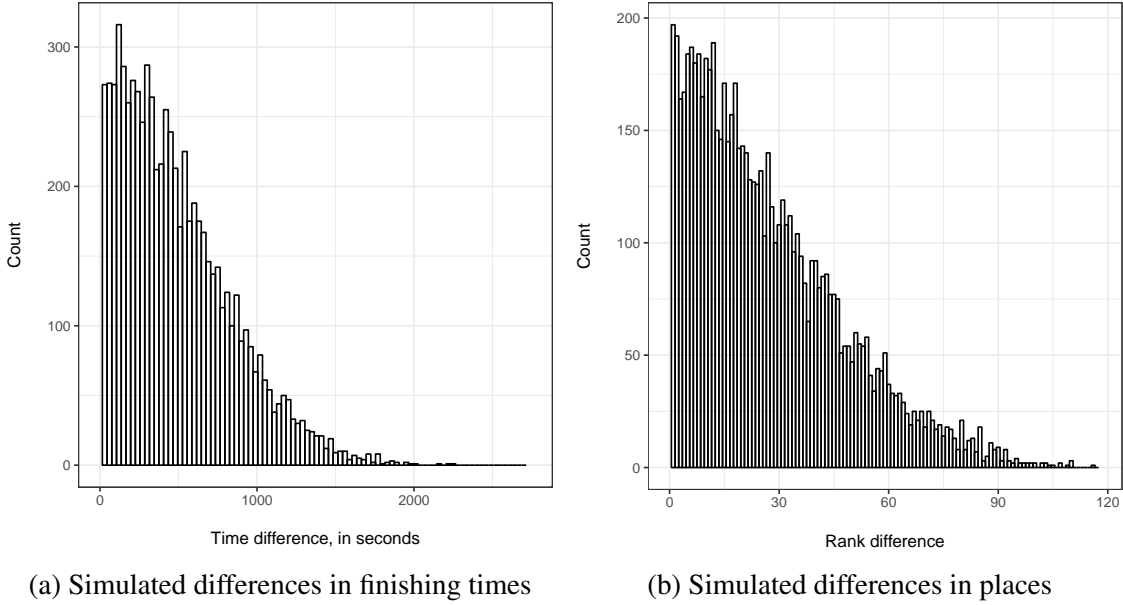 300
200
100
0
Count
0 1000 2000
Time difference, in seconds
(a) Simulated differences in finishing times
200
150
100
50
0
Count
0 30 60 90 120
Rank difference
(b) Simulated differences in places